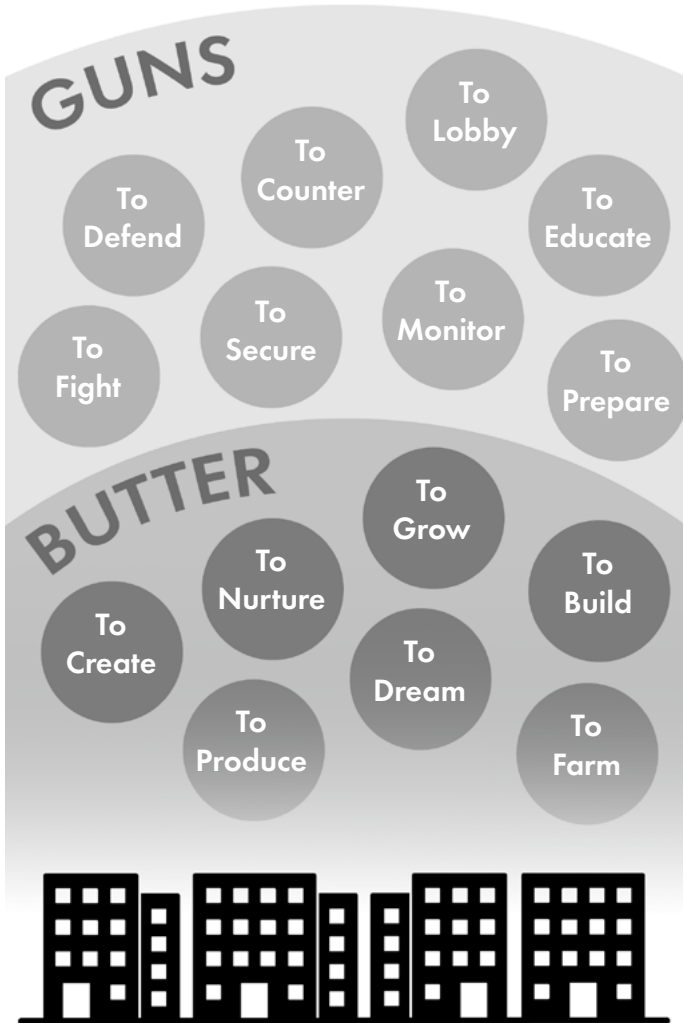 GUNS
To
Lobby
To
Counter
To
Defend
To
Educate
To
Secure
To
Monitor
To
Fight
To
Prepare
BUTTER
To
Grow
To
Nurture
To
Build
To
Create
To
Dream
To
Produce
To
Farm